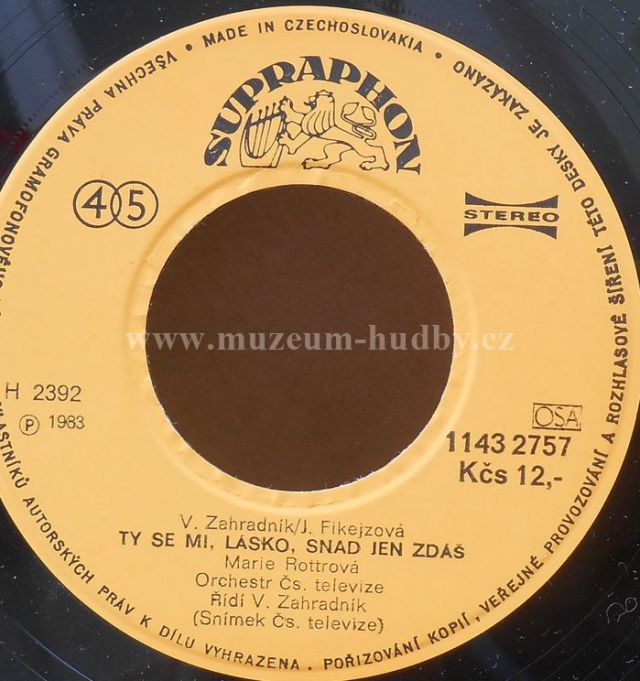 VŠECHNA PRÁVA GRAMOFONOVÉHO
• MADE IN CZECHOSLOVAKIA •
VLASTNÍKŮ AUTORSKÝCH PRÁV K DÍLU VYHRAZENA. POŘIZOVÁNÍ KOPIÍ, VEŘEJNÉ PROVOZOVÁNÍ A ROZHLASOVÉ ŠÍŘENÍ TÉTO DESKY JE ZAKÁZÁNO
SUPRAPHON
45
STEREO
www.muzeum-hudby.cz
H 2392
Ⓟ 1983
OSA
1143 2757
Kčs 12,-
V. Zahradník/J. Fikejzová
TY SE MI, LÁSKO, SNAD JEN ZDÁŠ
Marie Rottrová
Orchestr Čs. televize
Řídí V. Zahradník
(Snímek Čs. televize)